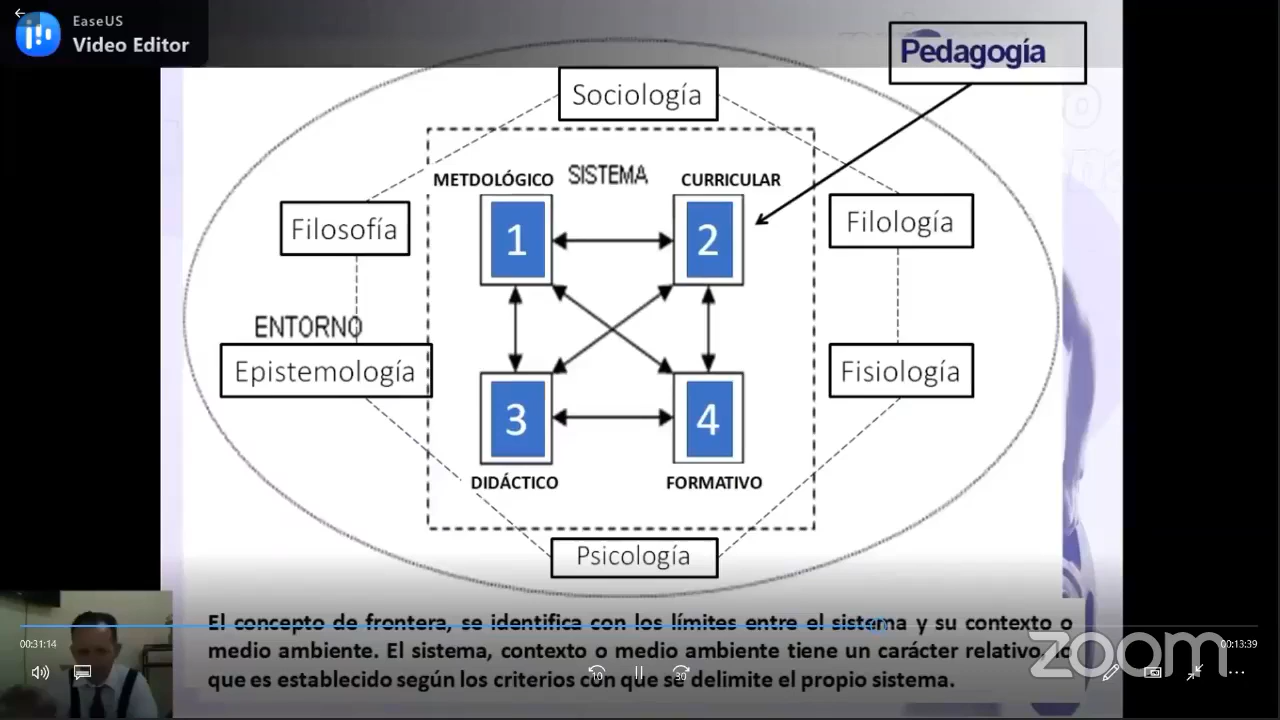 EaseUS
Video Editor
Pedagogía
Sociología
METDOLÓGICO
SISTEMA
CURRICULAR
Filosofía
1
2
Filología
ENTORNO
Epistemología
Fisiología
3
4
DIDÁCTICO
FORMATIVO
Psicología
El concepto de frontera, se identifica con los límites entre el sistema y su contexto o
medio ambiente. El sistema, contexto o medio ambiente tiene un carácter relativo, lo
que es establecido según los criterios con que se delimite el propio sistema.
00:31:14
00:13:39
zoom
10
30